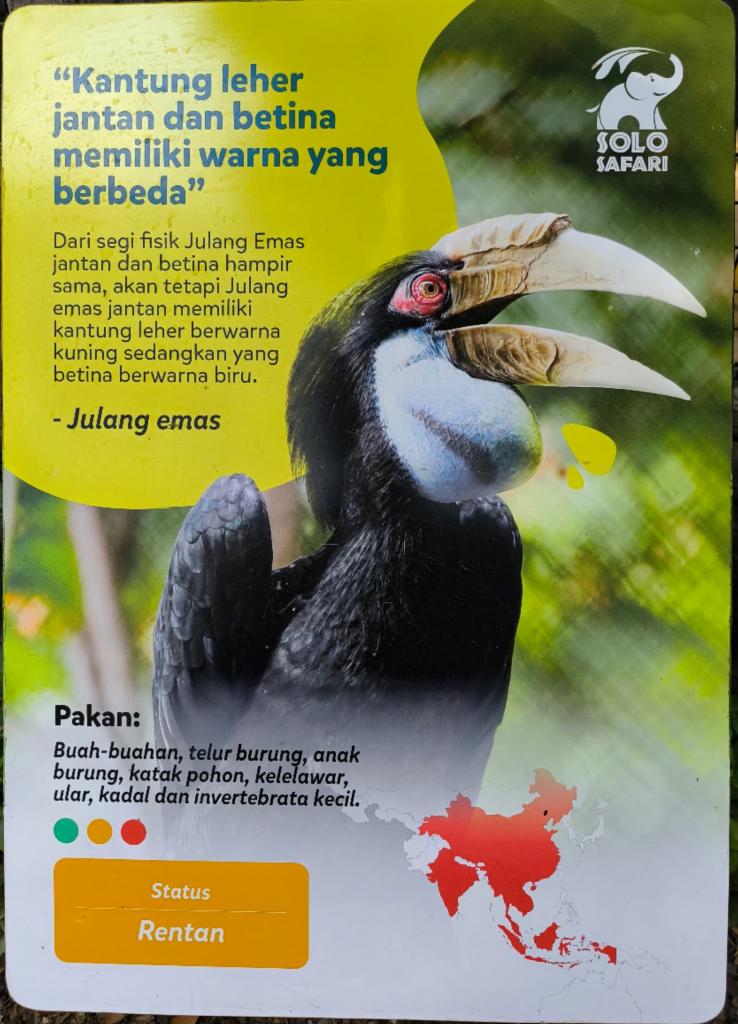 “Kantung leher
jantan dan betina
memiliki warna yang
berbeda”
SOLO
SAFARI
Dari segi fisik Julang Emas
jantan dan betina hampir
sama, akan tetapi Julang
emas jantan memiliki
kantung leher berwarna
kuning sedangkan yang
betina berwarna biru.
- Julang emas
Pakan:
Buah-buahan, telur burung, anak
burung, katak pohon, kelelawar,
ular, kadal dan invertebrata kecil.
Status
Rentan